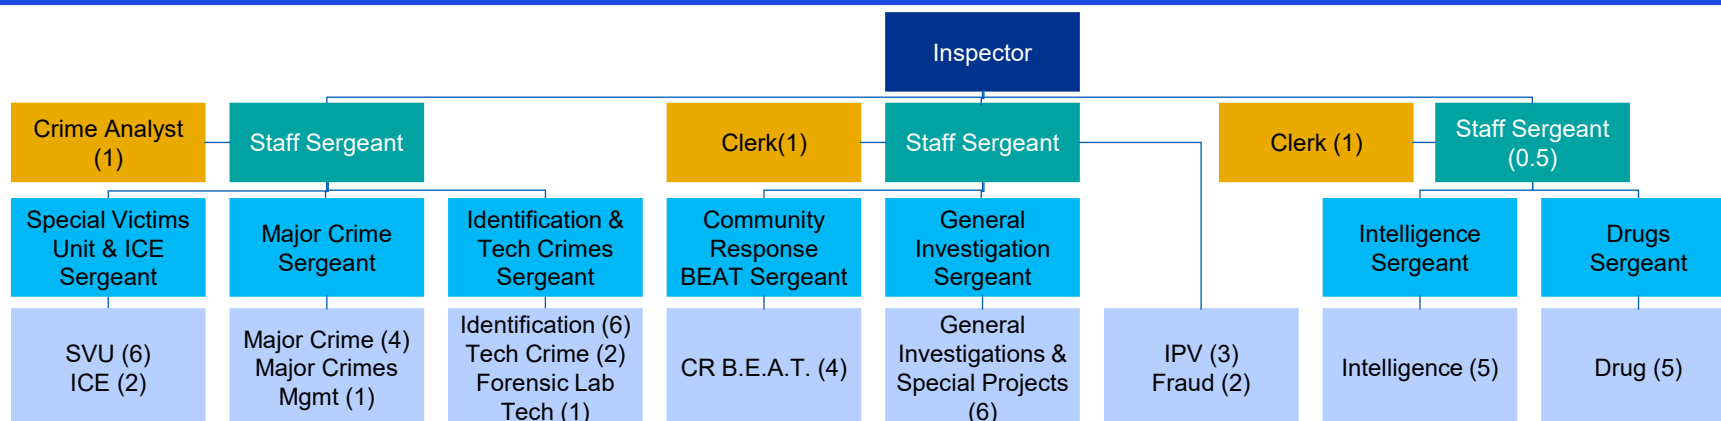 Inspector
Crime Analyst
(1)
Staff Sergeant
Clerk(1)
Staff Sergeant
Clerk (1)
Staff Sergeant
(0.5)
Special Victims
Unit & ICE
Sergeant
Major Crime
Sergeant
Identification &
Tech Crimes
Sergeant
Community
Response
BEAT Sergeant
General
Investigation
Sergeant
Intelligence
Sergeant
Drugs
Sergeant
SVU (6)
ICE (2)
Major Crime (4)
Major Crimes
Mgmt (1)
Identification (6)
Tech Crime (2)
Forensic Lab
Tech (1)
CR B.E.A.T. (4)
General
Investigations &
Special Projects
(6)
IPV (3)
Fraud (2)
Intelligence (5)
Drug (5)